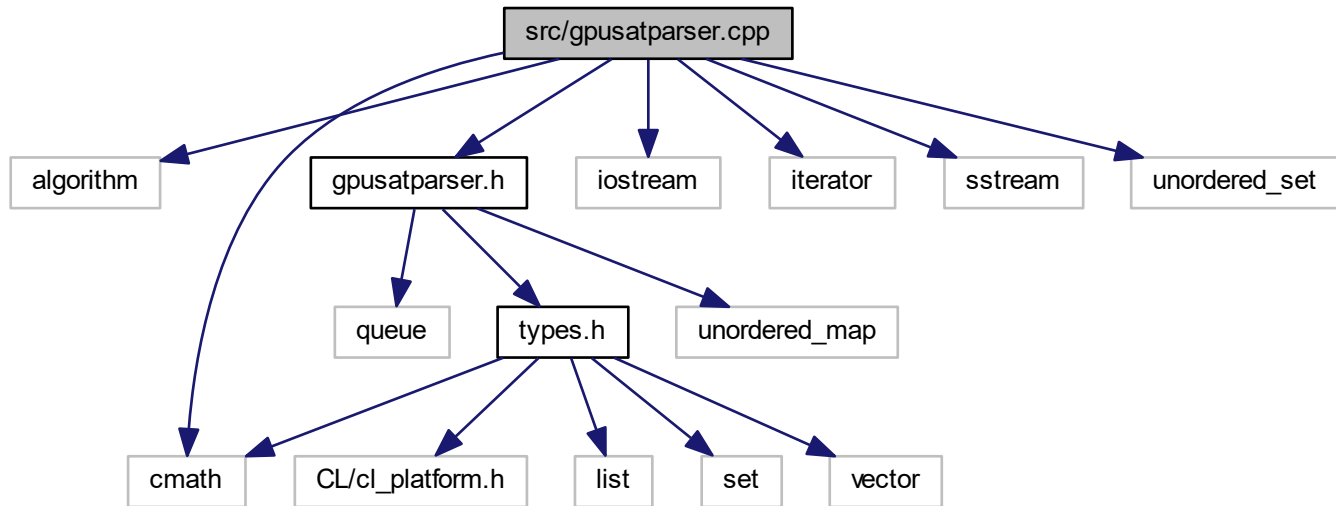 src/gpusatparser.cpp
algorithm
gpusatparser.h
iostream
iterator
sstream
unordered_set
queue
types.h
unordered_map
cmath
CL/cl_platform.h
list
set
vector